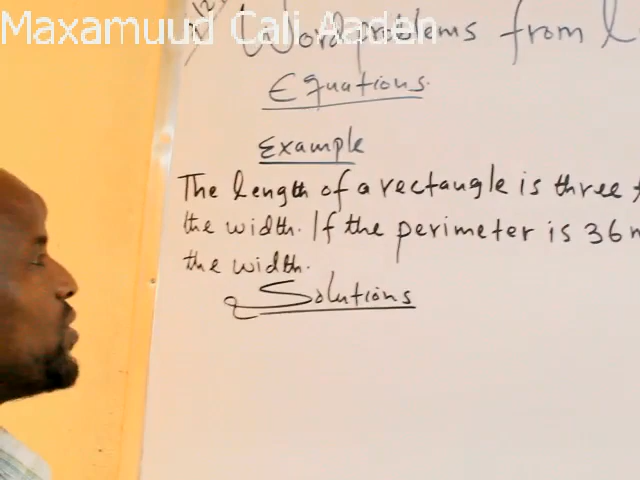 Maxamuud Cali Aadan
Word problems from
Equations
Example
The length of a rectangle is three
the width. If the perimeter is 36
the width.
Solutions